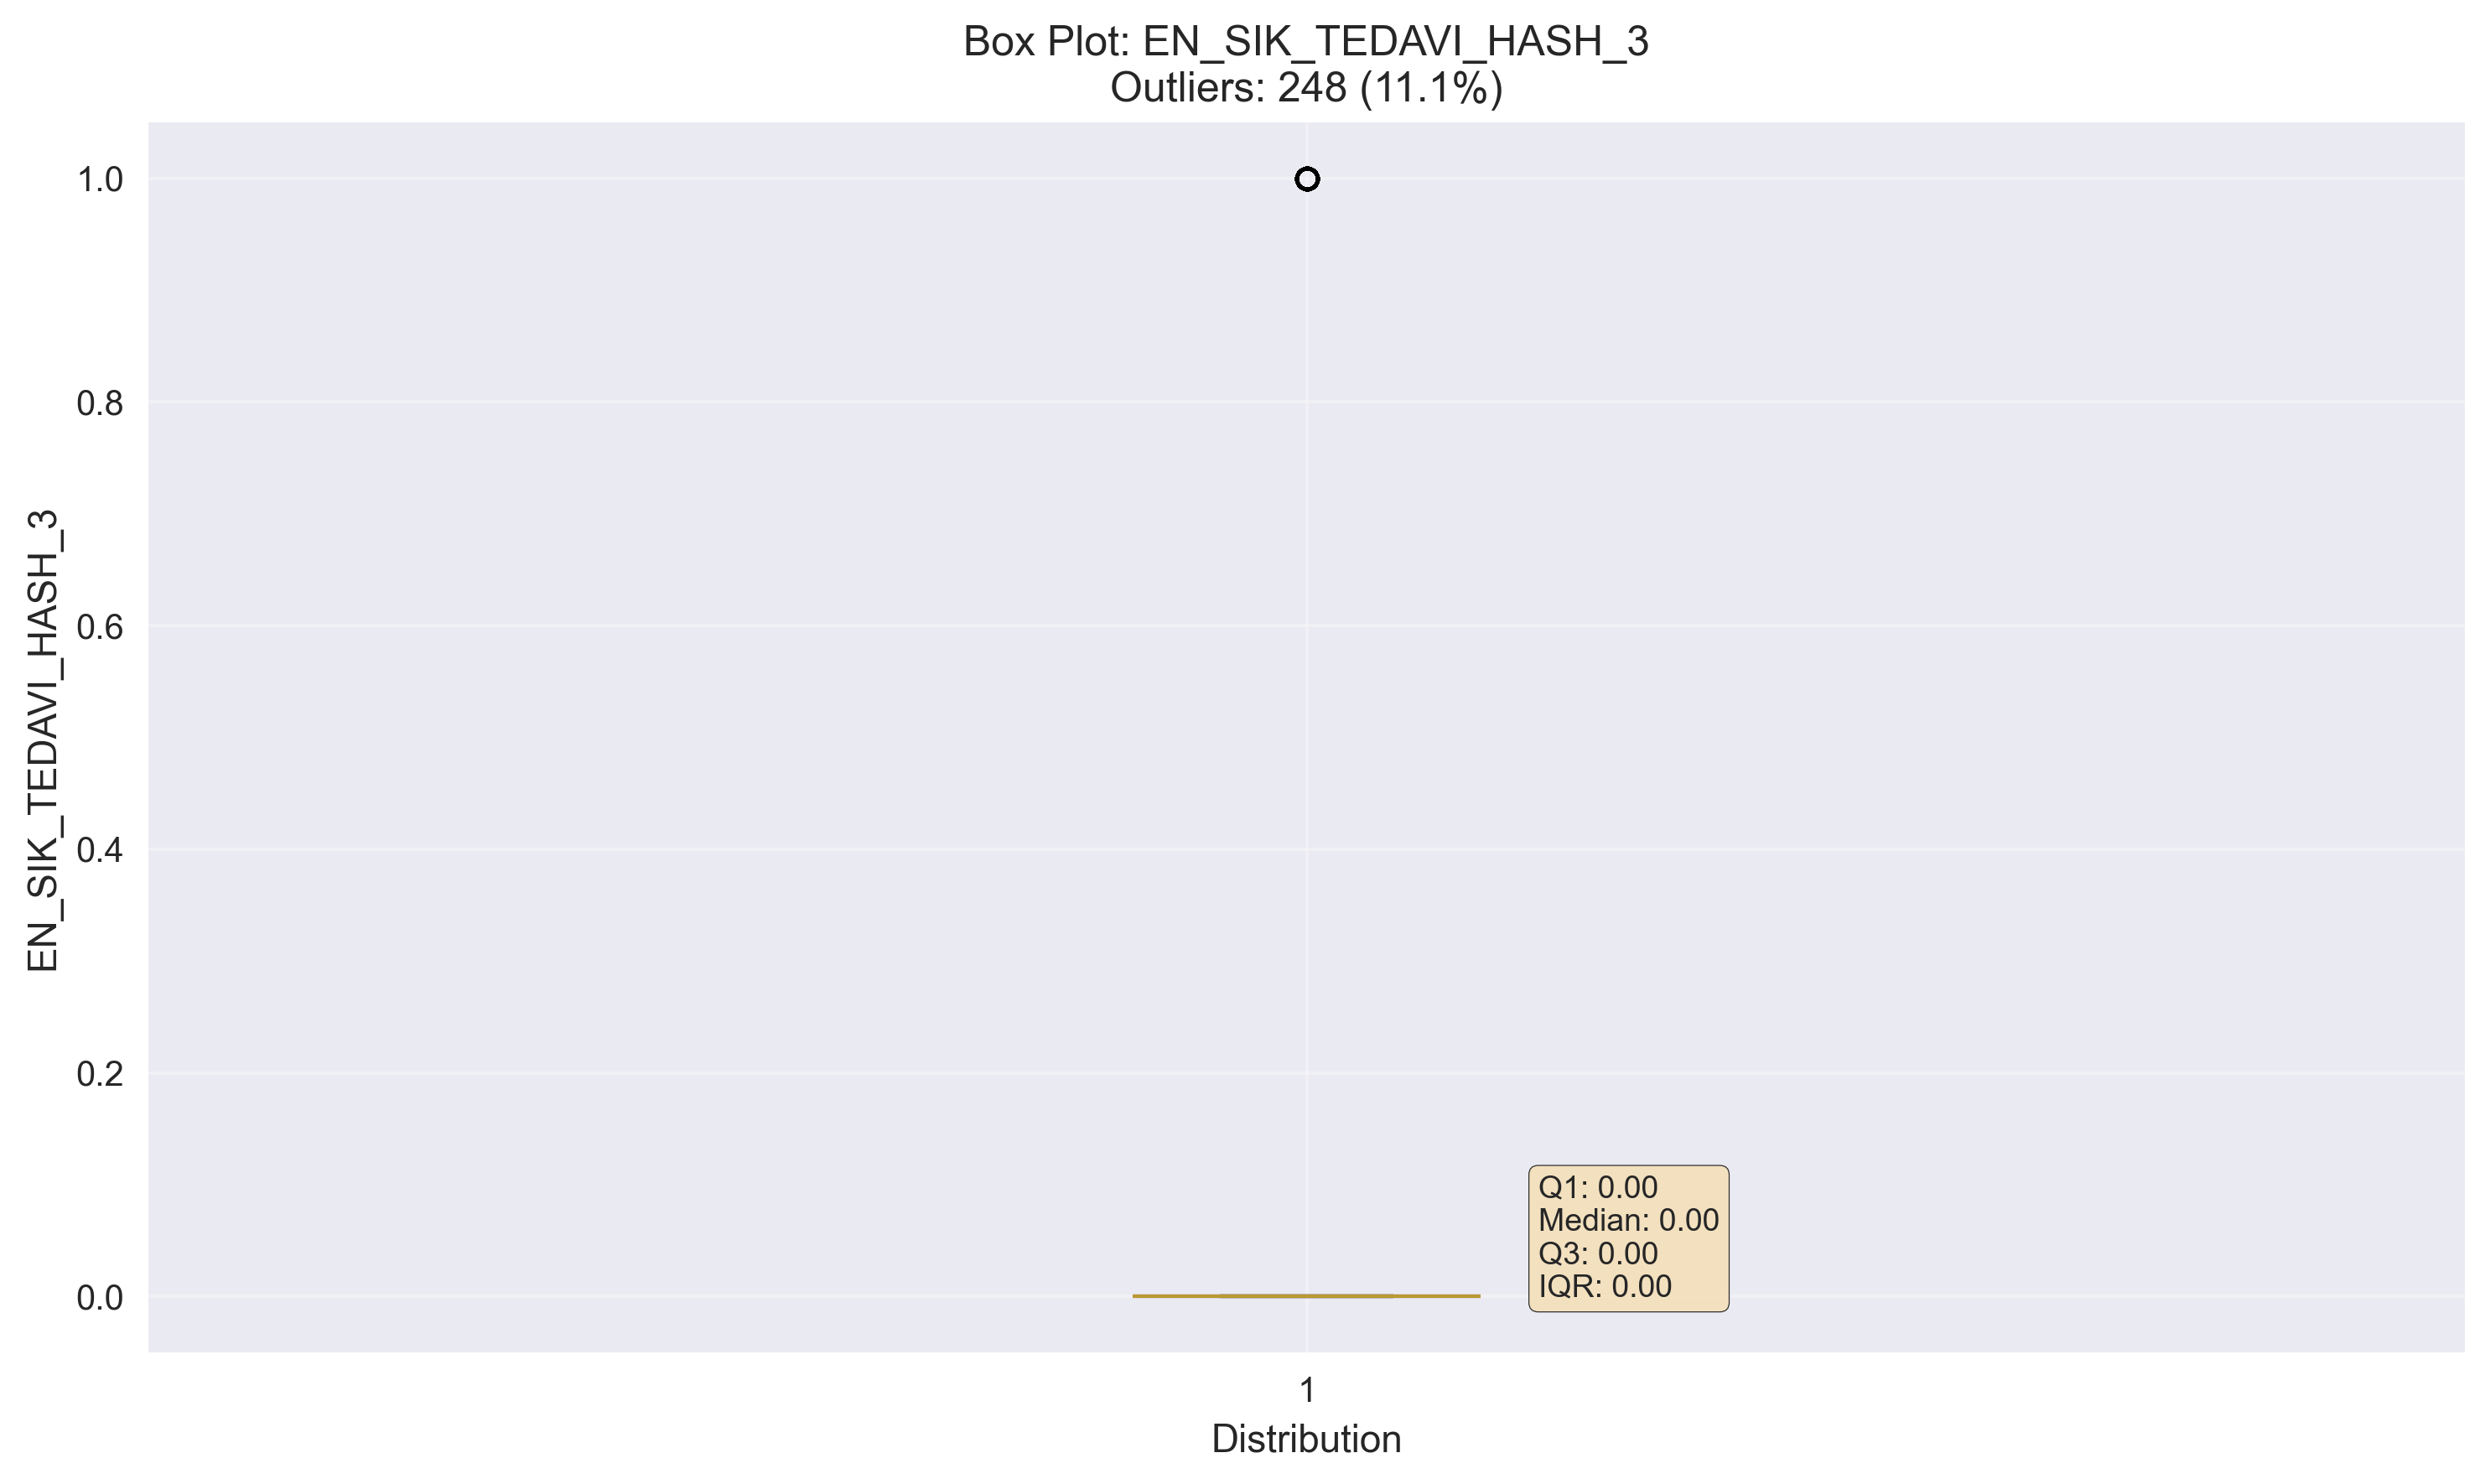 Box Plot: EN_SIK_TEDAVI_HASH_3
Outliers: 248 (11.1%)
EN_SIK_TEDAVI_HASH_3
1.0
0.8
0.6
0.4
0.2
0.0
Q1: 0.00
Median: 0.00
Q3: 0.00
IQR: 0.00
1
Distribution